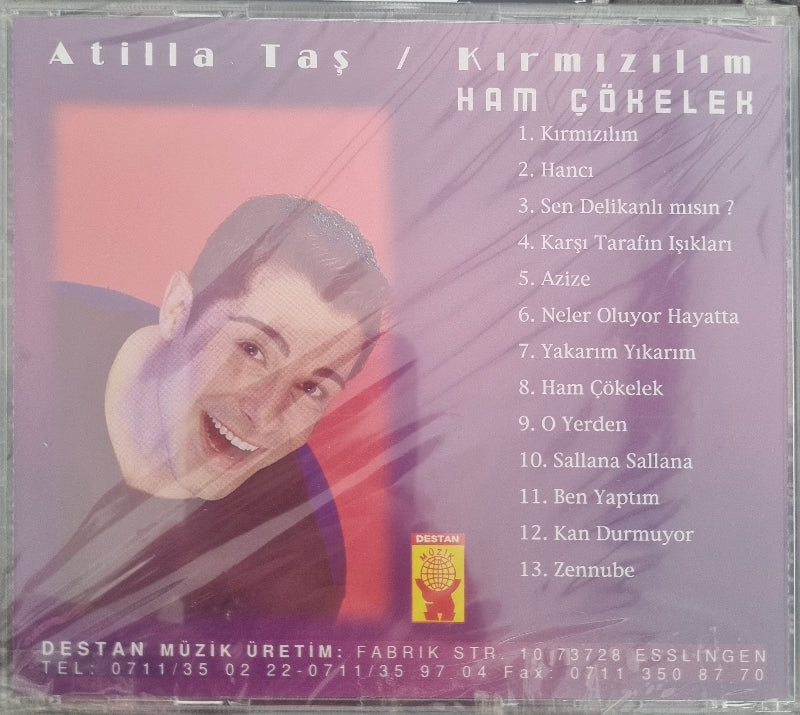 Atilla Taş / Kırmızılım
HAM ÇÖKELEK
1. Kırmızılım
2. Hancı
3. Sen Delikanlı mısın ?
4. Karşı Tarafın Işıkları
5. Azize
6. Neler Oluyor Hayatta
7. Yakarım Yıkarım
8. Ham Çökelek
9. O Yerden
10. Sallana Sallana
11. Ben Yaptım
12. Kan Durmuyor
13. Zennube
DESTAN
MÜZİK
DESTAN MÜZİK ÜRETİM: FABRIK STR. 10 73728 ESSLINGEN
TEL: 0711/35 02 22-0711/35 97 04 Fax: 0711 350 87 70